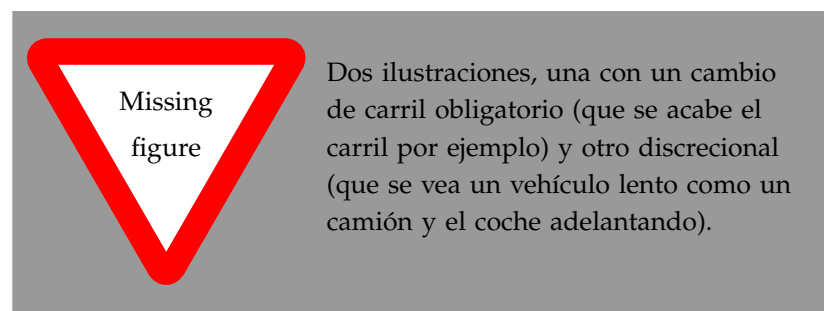 Missing
figure
Dos ilustraciones, una con un cambio
de carril obligatorio (que se acabe el
carril por ejemplo) y otro discrecional
(que se vea un vehículo lento como un
camión y el coche adelantando).